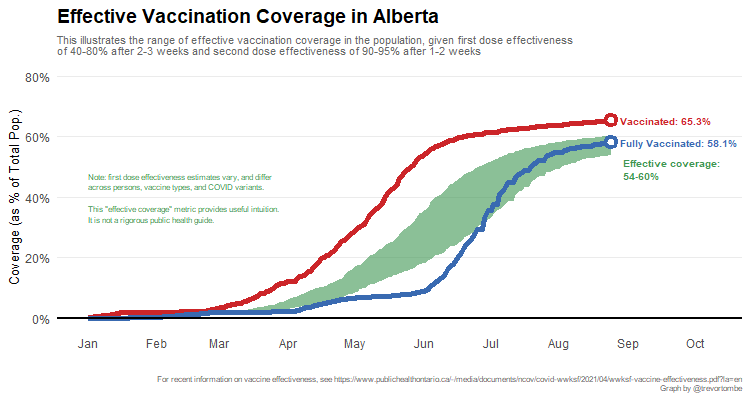 Effective Vaccination Coverage in Alberta
This illustrates the range of effective vaccination coverage in the population, given first dose effectiveness
of 40-80% after 2-3 weeks and second dose effectiveness of 90-95% after 1-2 weeks
Coverage (as % of Total Pop.)
80%
60%
40%
20%
0%
Vaccinated: 65.3%
Fully Vaccinated: 58.1%
Effective coverage:
54-60%
Note: first dose effectiveness estimates vary, and differ
across persons, vaccine types, and COVID variants.
This "effective coverage" metric provides useful intuition.
It is not a rigorous public health guide.
Jan Feb Mar Apr May Jun Jul Aug Sep Oct
For recent information on vaccine effectiveness, see https://www.publichealthontario.ca/-/media/documents/ncov/covid-wwksf/2021/04/wwksf-vaccine-effectiveness.pdf?la=en
Graph by @trevortombe